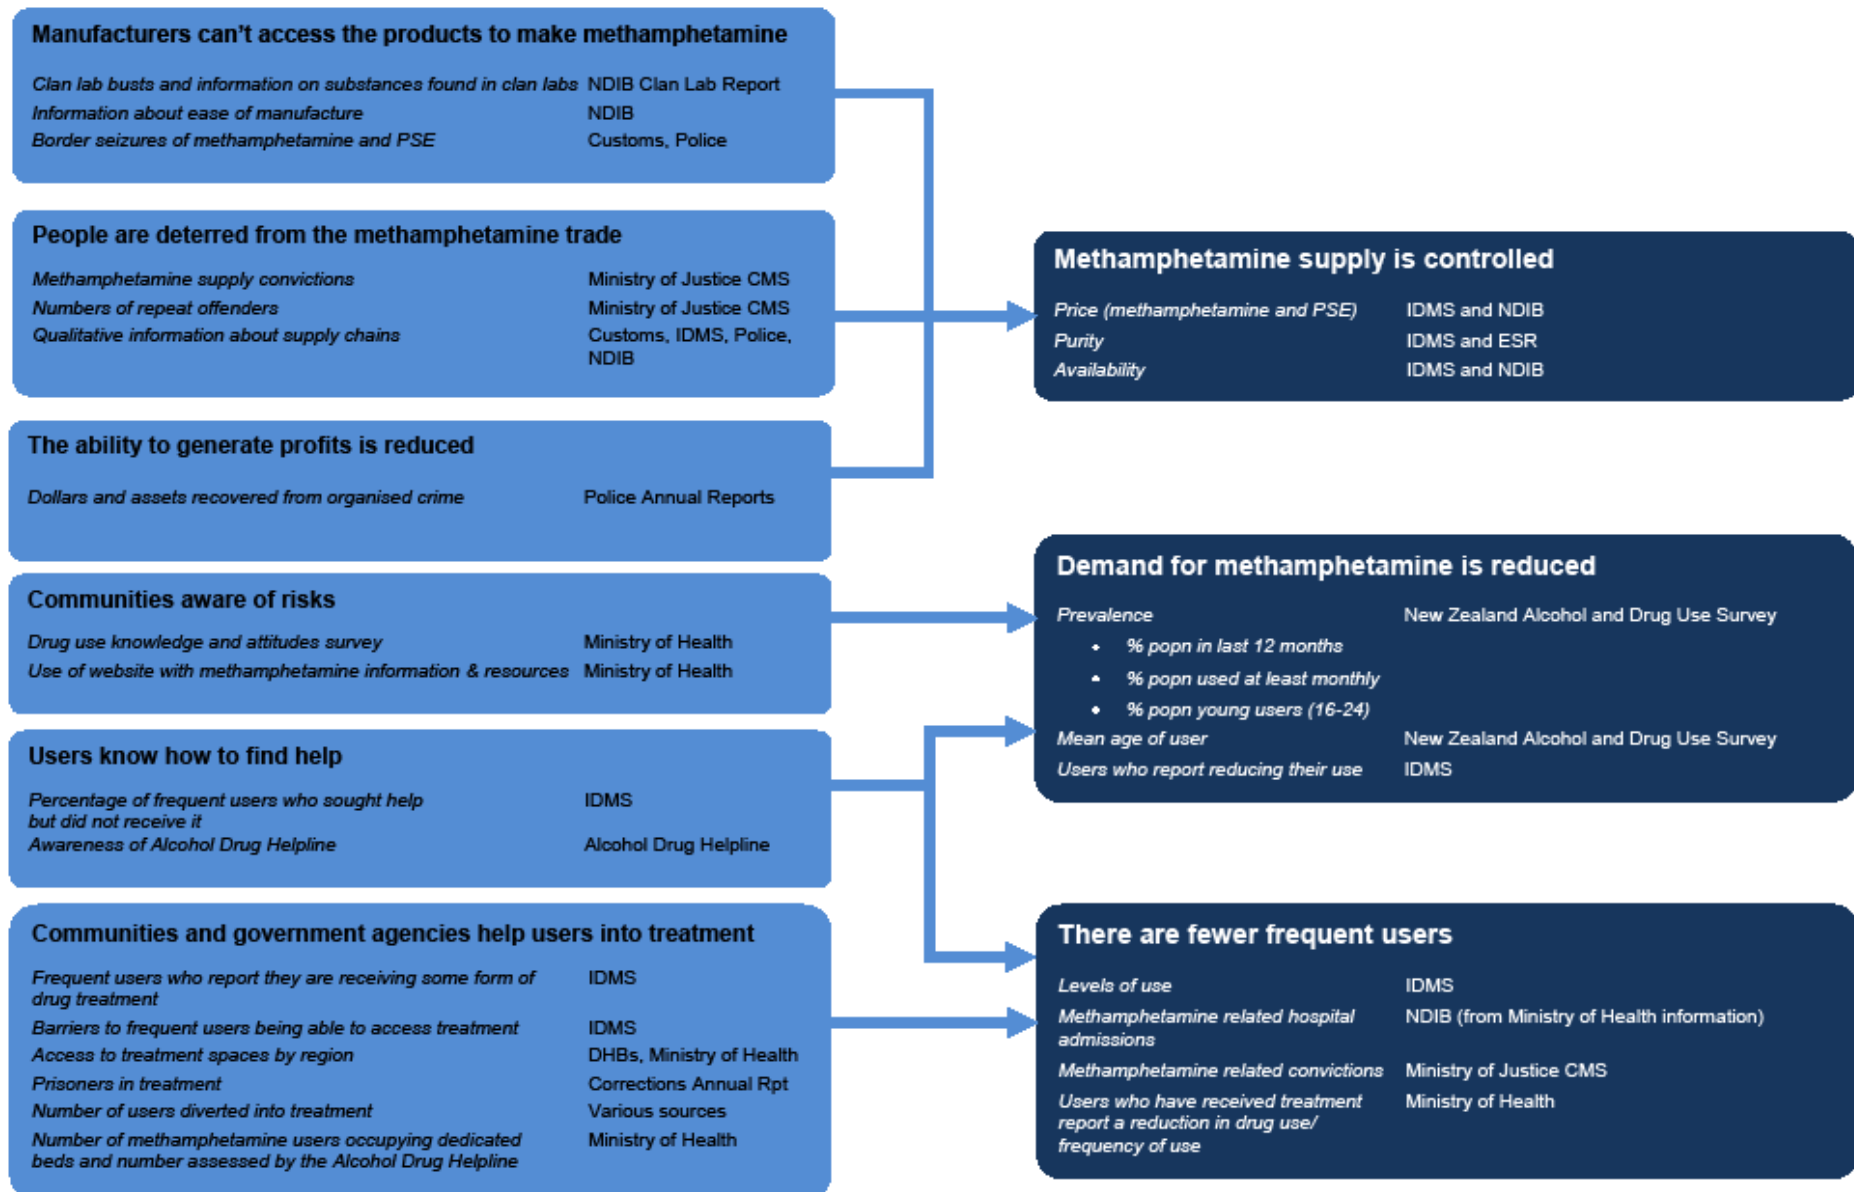 Manufacturers can't access the products to make methamphetamine
Clan lab busts and information on substances found in clan labs NDIB Clan Lab Report
Information about ease of manufacture NDIB
Border seizures of methamphetamine and PSE Customs, Police
People are deterred from the methamphetamine trade
Methamphetamine supply convictions Ministry of Justice CMS
Numbers of repeat offenders Ministry of Justice CMS
Qualitative information about supply chains Customs, IDMS, Police,
NDIB
The ability to generate profits is reduced
Dollars and assets recovered from organised crime Police Annual Reports
Communities aware of risks
Drug use knowledge and attitudes survey Ministry of Health
Use of website with methamphetamine information & resources Ministry of Health
Users know how to find help
Percentage of frequent users who sought help IDMS
but did not receive it
Awareness of Alcohol Drug Helpline Alcohol Drug Helpline
Communities and government agencies help users into treatment
Frequent users who report they are receiving some form of IDMS
drug treatment
Barriers to frequent users being able to access treatment IDMS
Access to treatment spaces by region DHBs, Ministry of Health
Prisoners in treatment Corrections Annual Rpt
Number of users diverted into treatment Various sources
Number of methamphetamine users occupying dedicated Ministry of Health
beds and number assessed by the Alcohol Drug Helpline
Methamphetamine supply is controlled
Price (methamphetamine and PSE) IDMS and NDIB
Purity IDMS and ESR
Availability IDMS and NDIB
Demand for methamphetamine is reduced
Prevalence New Zealand Alcohol and Drug Use Survey
• % popn in last 12 months
• % popn used at least monthly
• % popn young users (16-24)
Mean age of user New Zealand Alcohol and Drug Use Survey
Users who report reducing their use IDMS
There are fewer frequent users
Levels of use IDMS
Methamphetamine related hospital NDIB (from Ministry of Health information)
admissions
Methamphetamine related convictions Ministry of Justice CMS
Users who have received treatment Ministry of Health
report a reduction in drug use/
frequency of use